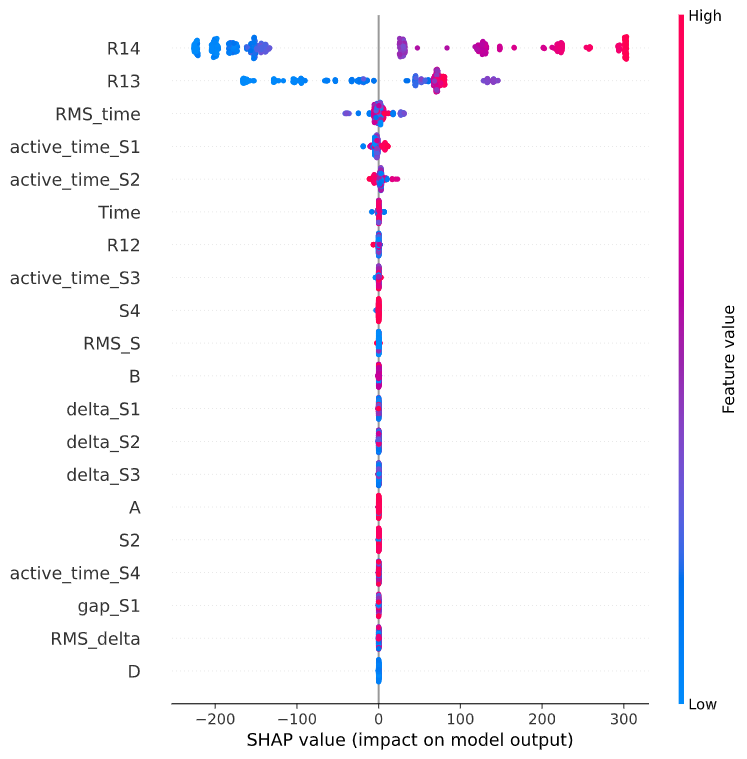 High
R14
R13
RMS_time
active_time_S1
active_time_S2
Time
R12
active_time_S3
S4
RMS_S
B
delta_S1
delta_S2
delta_S3
A
S2
active_time_S4
gap_S1
RMS_delta
D
Feature value
Low
−200 −100 0 100 200 300
SHAP value (impact on model output)